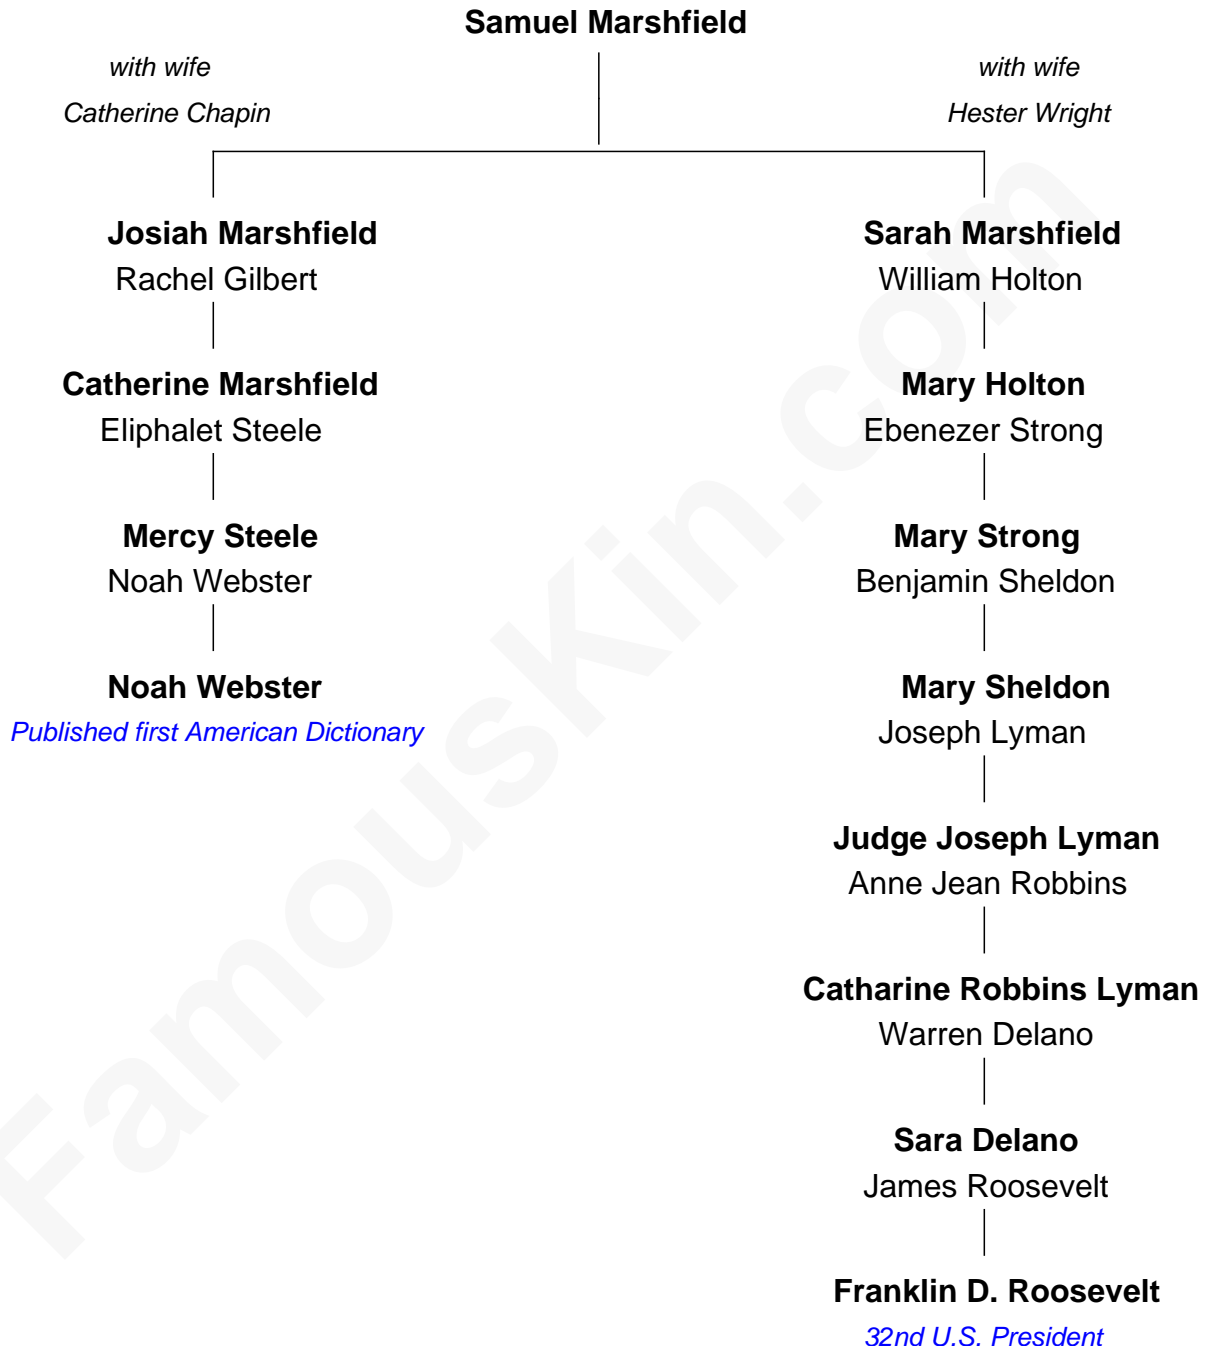 Samuel Marshfield
with wife
Catherine Chapin
with wife
Hester Wright
Josiah Marshfield
Rachel Gilbert
Sarah Marshfield
William Holton
Catherine Marshfield
Eliphalet Steele
Mary Holton
Ebenezer Strong
Mercy Steele
Noah Webster
Mary Strong
Benjamin Sheldon
Noah Webster
Published first American Dictionary
Mary Sheldon
Joseph Lyman
Judge Joseph Lyman
Anne Jean Robbins
Catharine Robbins Lyman
Warren Delano
Sara Delano
James Roosevelt
Franklin D. Roosevelt
32nd U.S. President
FamousKin.com